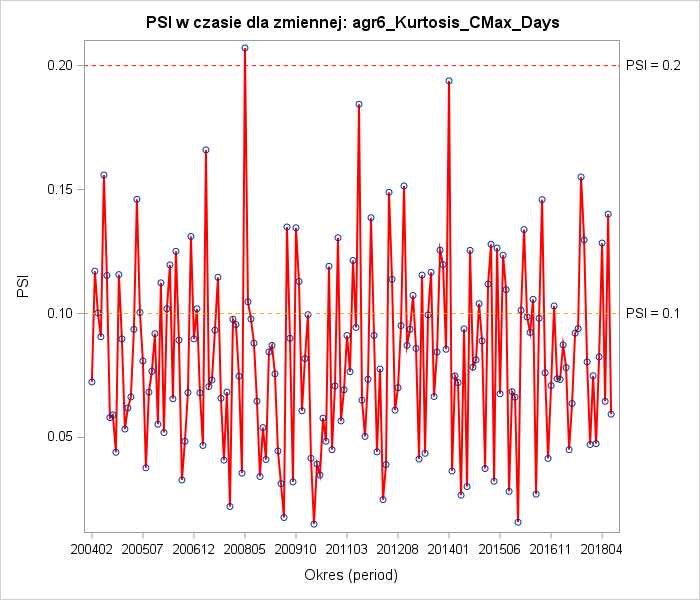 PSI w czasie dla zmiennej: agr6_Kurtosis_CMax_Days
0.20
PSI = 0.2
0.15
PSI
0.10
PSI = 0.1
0.05
200402 200507 200612 200805 200910 201103 201208 201401 201506 201611 201804
Okres (period)